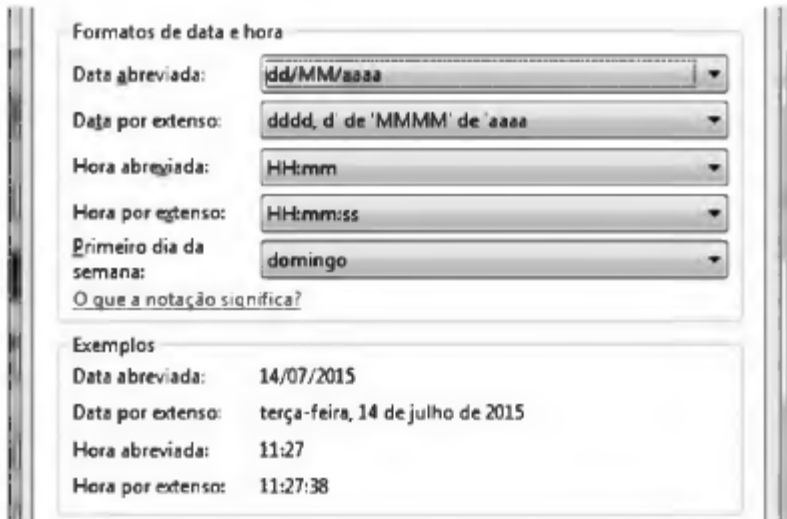 Formatos de data e hora
Data abreviada: dd/MM/aaaa
Data por extenso: dddd, d' de 'MMMM' de 'aaaa
Hora abreviada: HH:mm
Hora por extenso: HH:mm:ss
Primeiro dia da
semana: domingo
O que a notação significa?
Exemplos
Data abreviada: 14/07/2015
Data por extenso: terça-feira, 14 de julho de 2015
Hora abreviada: 11:27
Hora por extenso: 11:27:38